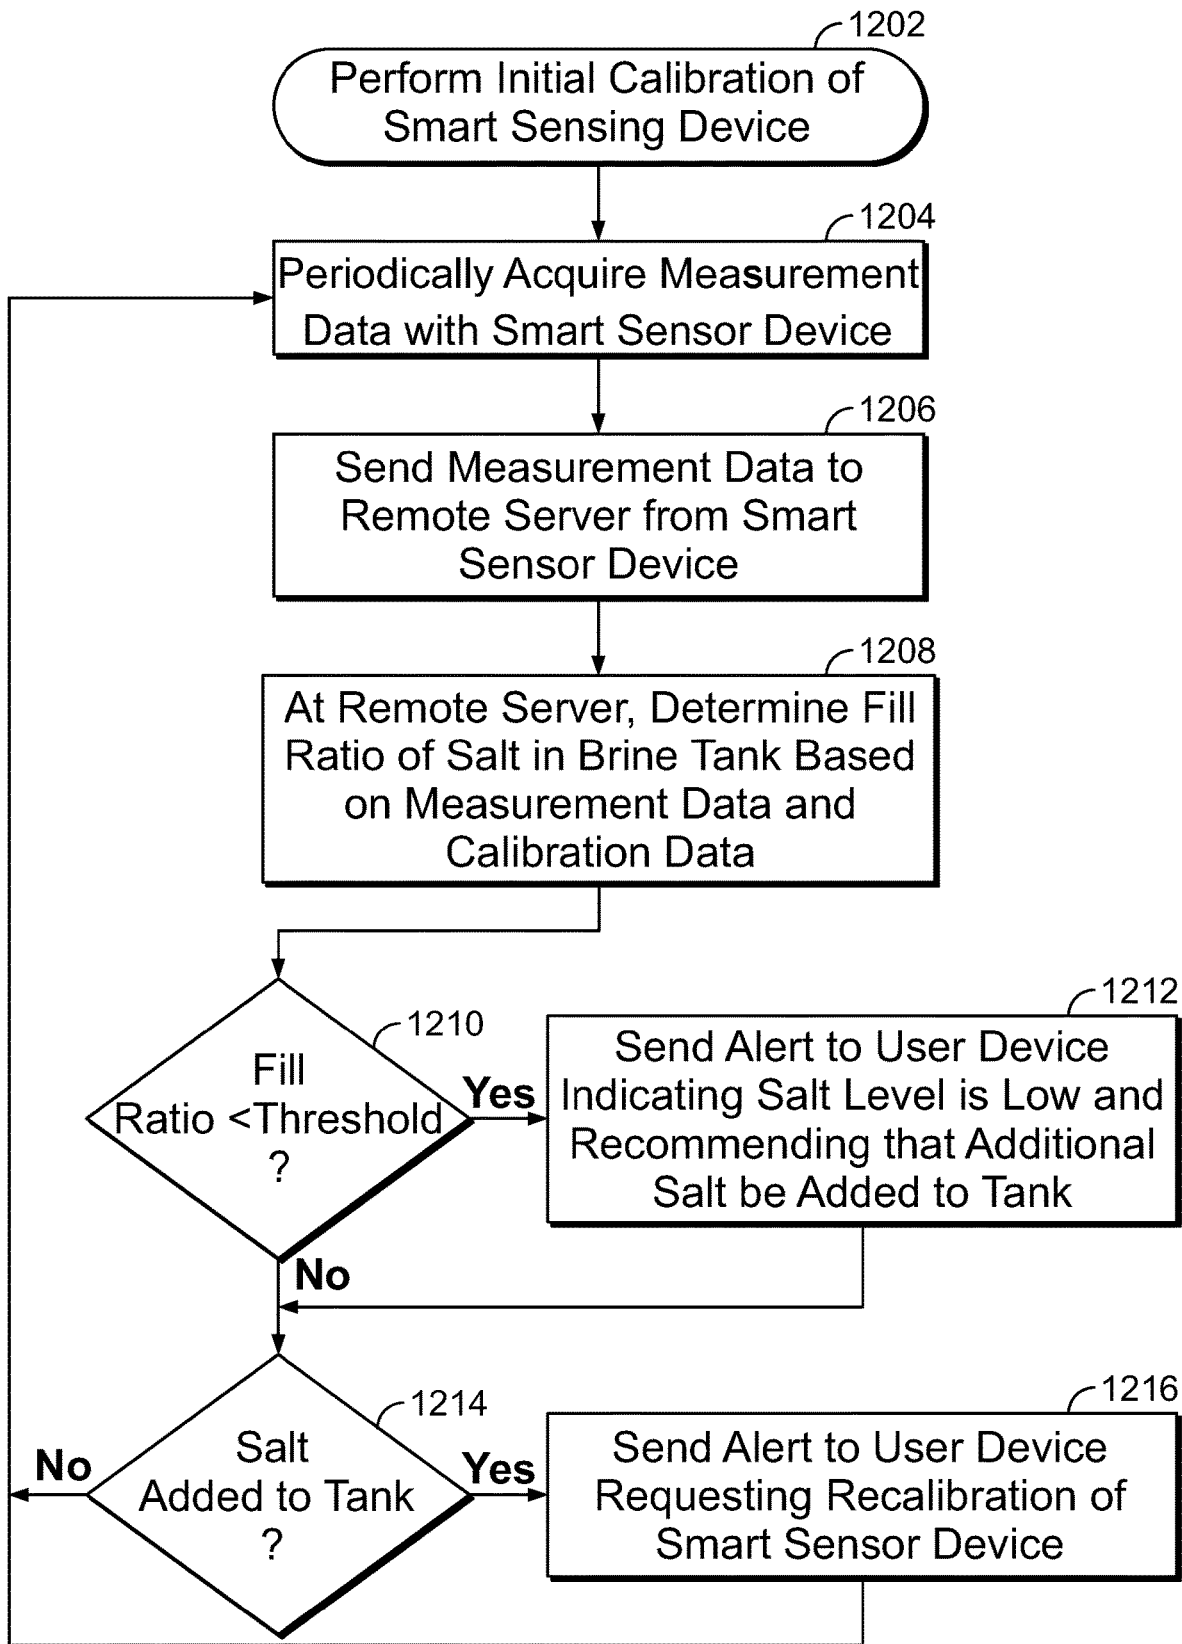 1202
Perform Initial Calibration of
Smart Sensing Device
1204
Periodically Acquire Measurement
Data with Smart Sensor Device
1206
Send Measurement Data to
Remote Server from Smart
Sensor Device
1208
At Remote Server, Determine Fill
Ratio of Salt in Brine Tank Based
on Measurement Data and
Calibration Data
1210
Fill
Ratio <Threshold
?
Yes
No
1212
Send Alert to User Device
Indicating Salt Level is Low and
Recommending that Additional
Salt be Added to Tank
1214
Salt
Added to Tank
?
No
Yes
1216
Send Alert to User Device
Requesting Recalibration of
Smart Sensor Device